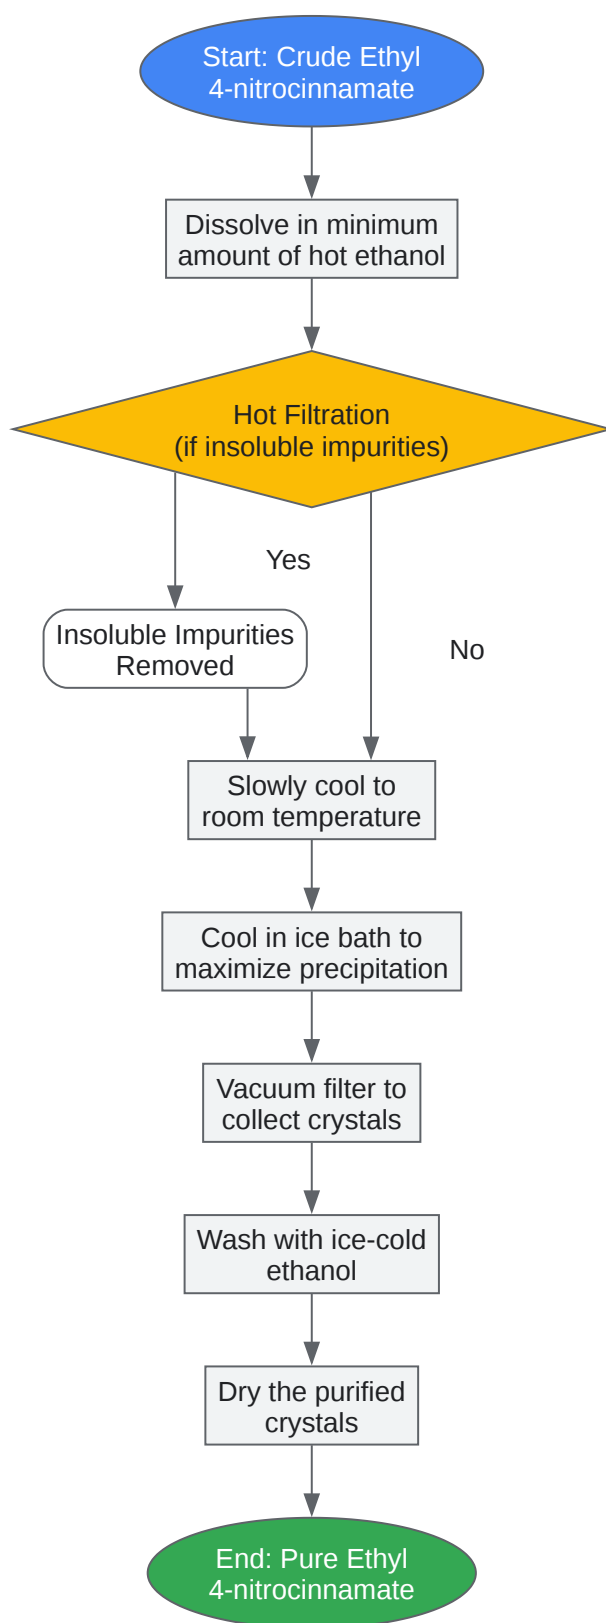 Start: Crude Ethyl
4-nitrocinnamate
Dissolve in minimum
amount of hot ethanol
Hot Filtration
(if insoluble impurities)
Yes
Insoluble Impurities
Removed
No
Slowly cool to
room temperature
Cool in ice bath to
maximize precipitation
Vacuum filter to
collect crystals
Wash with ice-cold
ethanol
Dry the purified
crystals
End: Pure Ethyl
4-nitrocinnamate